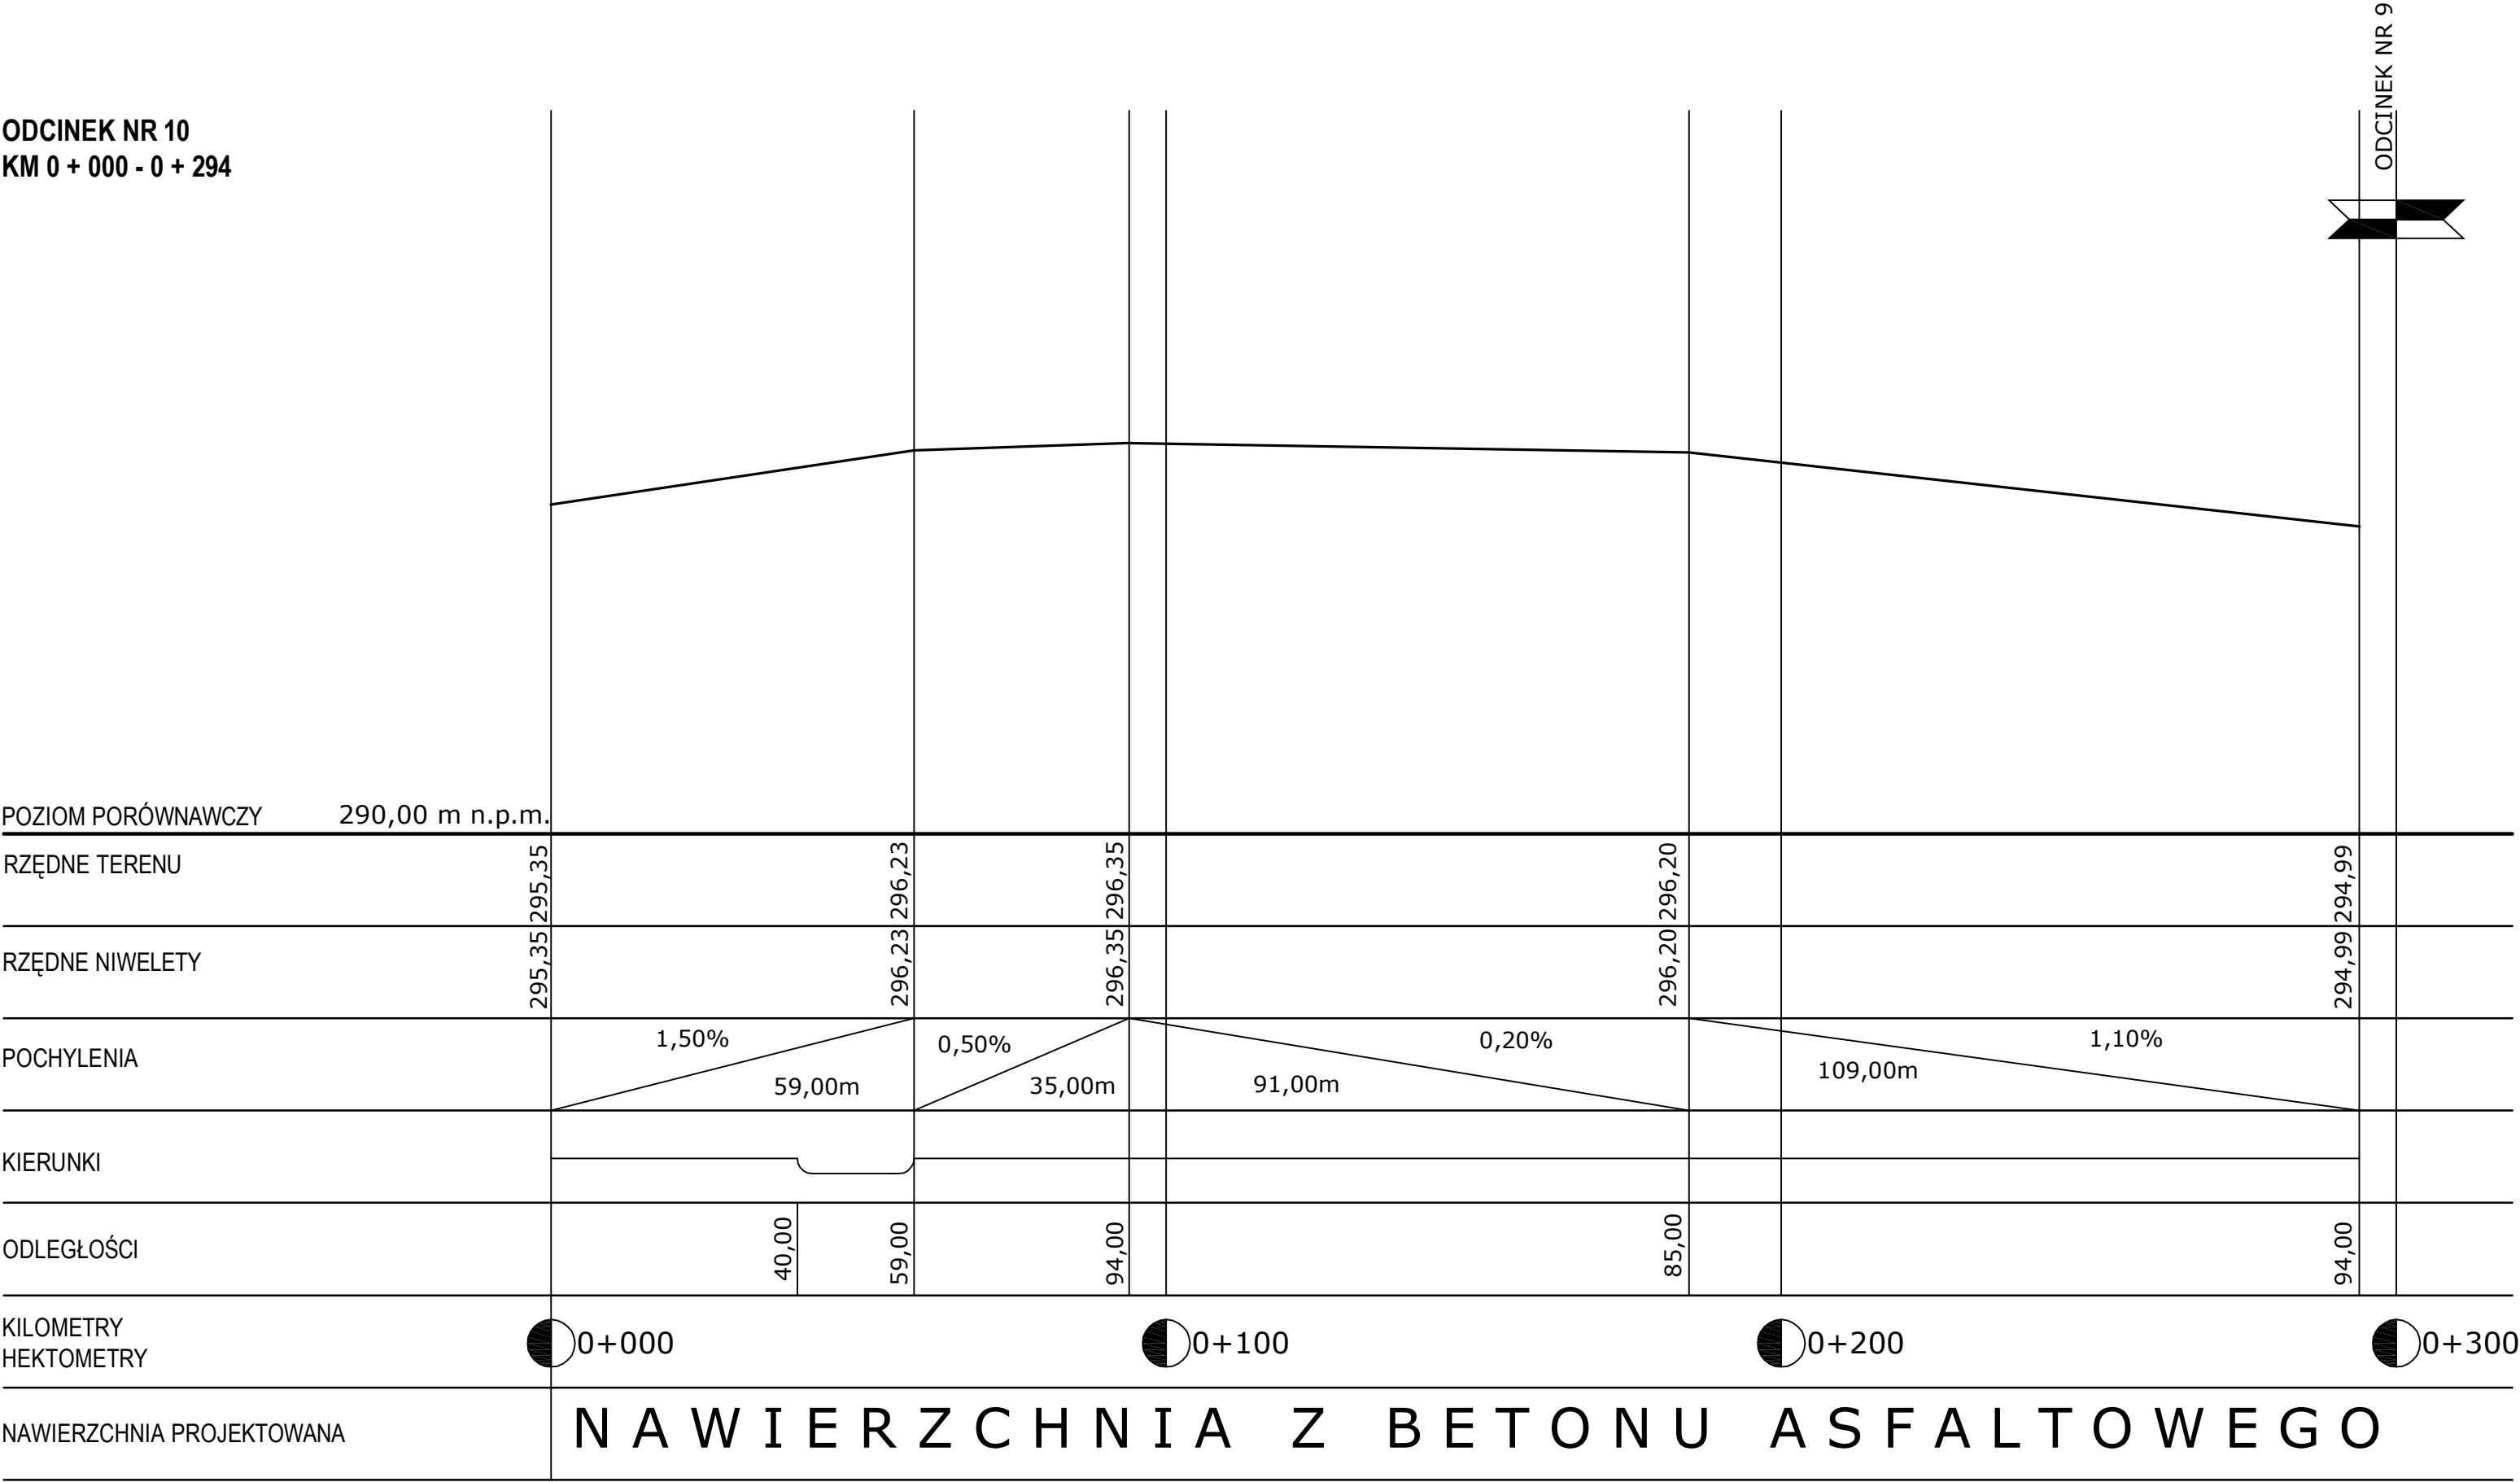 ODCINEK NR 9
ODCINEK NR 10
KM 0 + 000 - 0 + 294
POZIOM PORÓWNAWCZY 290,00 m n.p.m.
RZĘDNE TERENU 295,35 296,23 296,35 296,20 294,99
RZĘDNE NIWELETY 295,35 296,23 296,35 296,20 294,99
POCHYLENIA
1,50% 0,50% 0,20% 1,10%
59,00m 35,00m 91,00m 109,00m
KIERUNKI
ODLEGŁOŚCI 40,00 59,00 94,00 85,00 94,00
KILOMETRY
HEKTOMETRY
0+000 0+100 0+200 0+300
NAWIERZCHNIA PROJEKTOWANA NAWIERZCHNIA Z BETONU ASFALTOWEGO